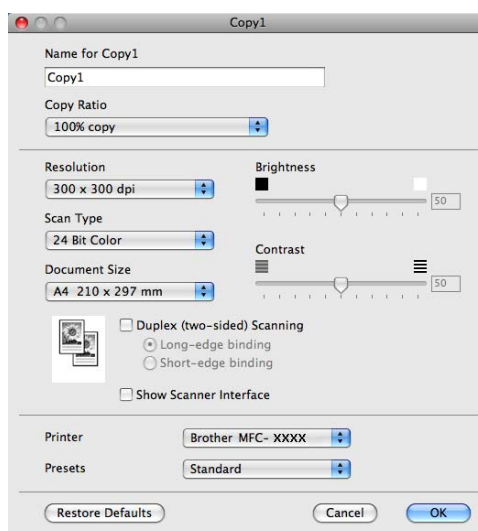 Copy1
Name for Copy1
Copy1
Copy Ratio
100% copy
Resolution
300 x 300 dpi
Scan Type
24 Bit Color
Document Size
A4 210 x 297 mm
Brightness
50
Contrast
50
Duplex (two-sided) Scanning
Long-edge binding
Short-edge binding
Show Scanner Interface
Printer
Brother MFC- XXXX
Presets
Standard
Restore Defaults
Cancel
OK